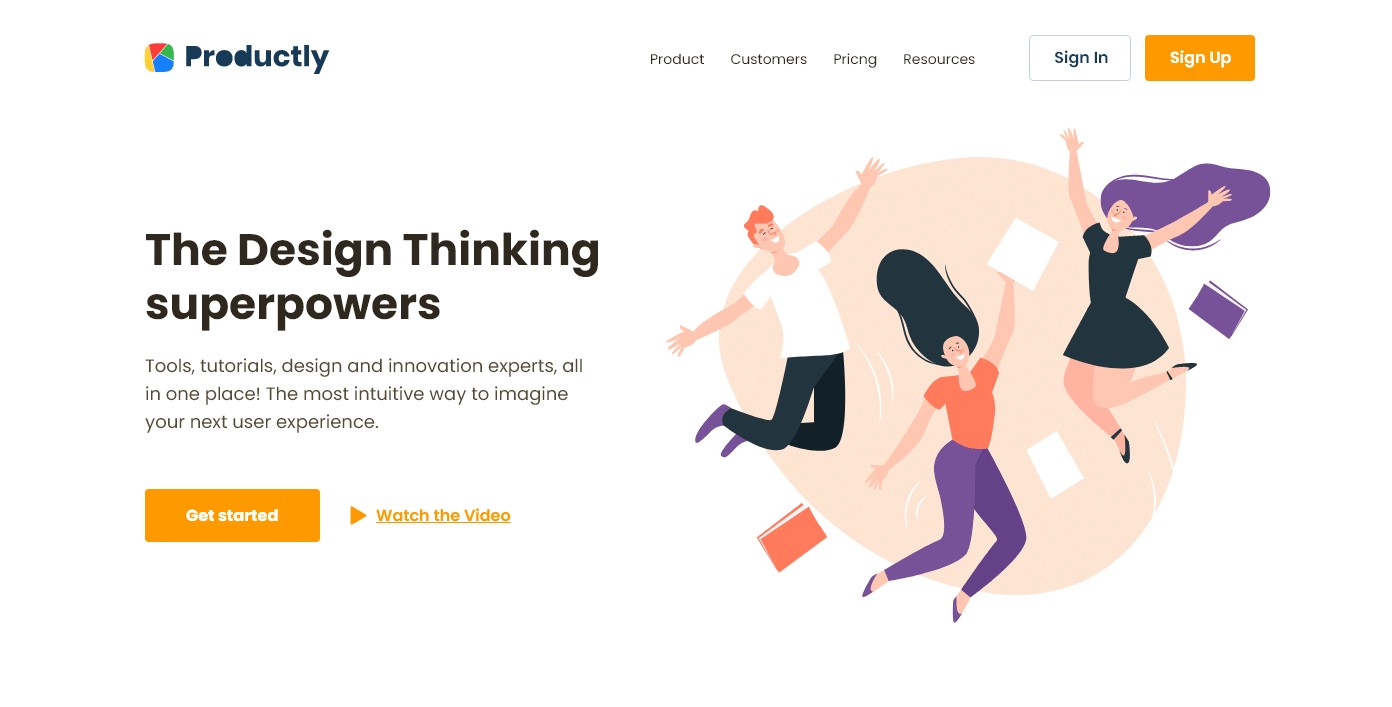 Productly
Product Customers Pricng Resources Sign In Sign Up
The Design Thinking
superpowers
Tools, tutorials, design and innovation experts, all
in one place! The most intuitive way to imagine
your next user experience.
Get started Watch the Video